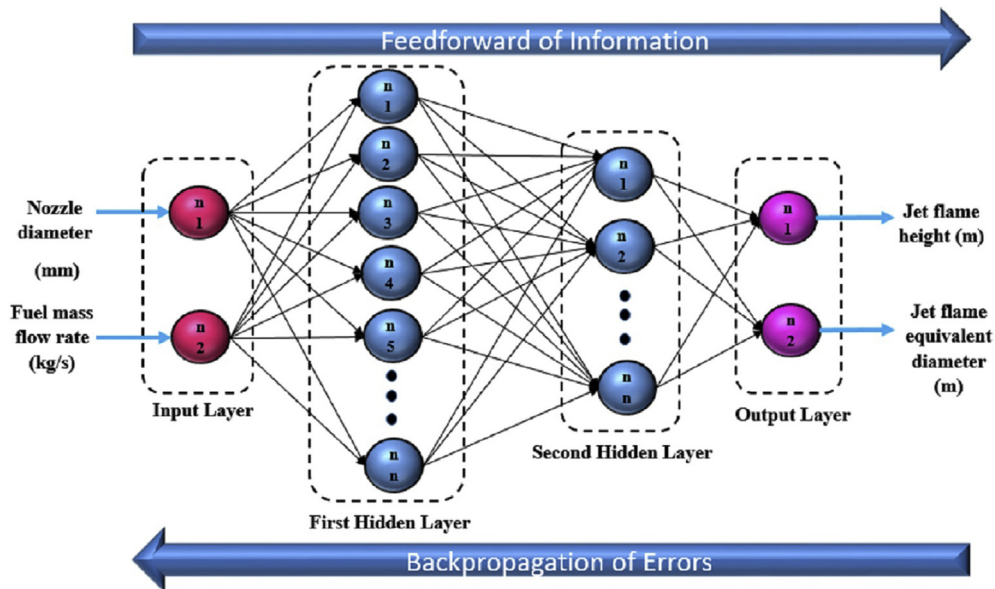 Feedforward of Information
Nozzle
diameter
(mm)
Fuel mass
flow rate
(kg/s)
n
1
n
2
Input Layer
n
1
n
2
n
3
n
4
n
5
n
n
First Hidden Layer
n
1
n
2
n
n
Second Hidden Layer
n
1
n
2
Output Layer
Jet flame
height (m)
Jet flame
equivalent
diameter
(m)
Backpropagation of Errors